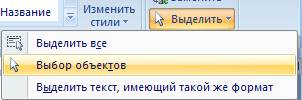 Название
Изменить
стили
Выделить
Выделить все
Выбор объектов
Выделить текст, имеющий такой же формат